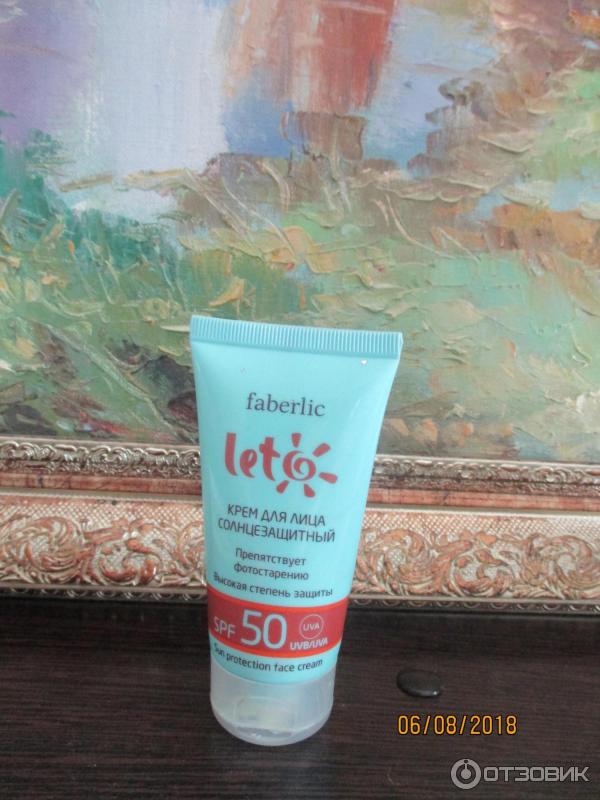 faberlic
leto
КРЕМ ДЛЯ ЛИЦА
СОЛНЦЕЗАЩИТНЫЙ
Препятствует
фотостарению
Высокая степень защиты
SPF 50 UVA
UVB/UVA
Sun protection face cream
06/08/2018
ОТЗОВИК